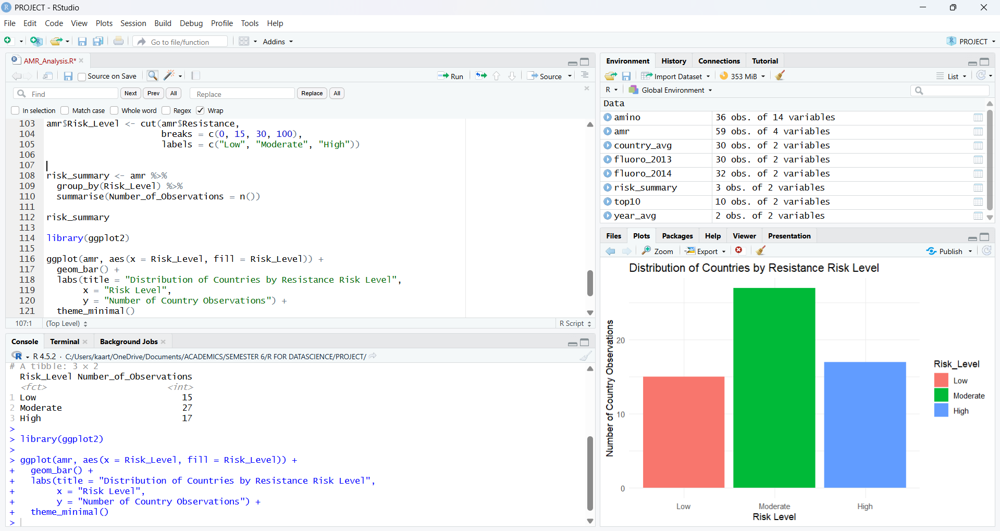 PROJECT - RStudio
File Edit Code View Plots Session Build Debug Profile Tools Help
Go to file/function Addins PROJECT
AMR_Analysis.R*
Source on Save Run Source
Find Next Prev All Replace Replace All
In selection Match case Whole word Regex Wrap
103 amr$Risk_Level <- cut(amr$Resistance,
104 breaks = c(0, 15, 30, 100),
105 labels = c("Low", "Moderate", "High"))
106
107
108 risk_summary <- amr %>%
109 group_by(Risk_Level) %>%
110 summarise(Number_of_Observations = n())
111
112 risk_summary
113
114 library(ggplot2)
115
116 ggplot(amr, aes(x = Risk_Level, fill = Risk_Level)) +
117 geom_bar() +
118 labs(title = "Distribution of Countries by Resistance Risk Level",
119 x = "Risk Level",
120 y = "Number of Country Observations") +
121 theme_minimal()
107:1 (Top Level) R Script
Console Terminal Background Jobs
R 4.5.2 · C:/Users/kaart/OneDrive/Documents/ACADEMICS/SEMESTER 6/R FOR DATASCIENCE/PROJECT/
# A tibble: 3 × 2
Risk_Level Number_of_Observations
<fct> <int>
1 Low 15
2 Moderate 27
3 High 17
>
> library(ggplot2)
>
> ggplot(amr, aes(x = Risk_Level, fill = Risk_Level)) +
+ geom_bar() +
+ labs(title = "Distribution of Countries by Resistance Risk Level",
+ x = "Risk Level",
+ y = "Number of Country Observations") +
+ theme_minimal()
>
Environment History Connections Tutorial
Import Dataset 353 MiB List
R Global Environment
Data
amino 36 obs. of 14 variables
amr 59 obs. of 4 variables
country_avg 30 obs. of 2 variables
fluoro_2013 30 obs. of 2 variables
fluoro_2014 32 obs. of 2 variables
risk_summary 3 obs. of 2 variables
top10 10 obs. of 2 variables
year_avg 2 obs. of 2 variables
Files Plots Packages Help Viewer Presentation
Zoom Export Publish
Distribution of Countries by Resistance Risk Level
Number of Country Observations
20
10
0
Low Moderate High
Risk Level
Risk_Level
Low
Moderate
High